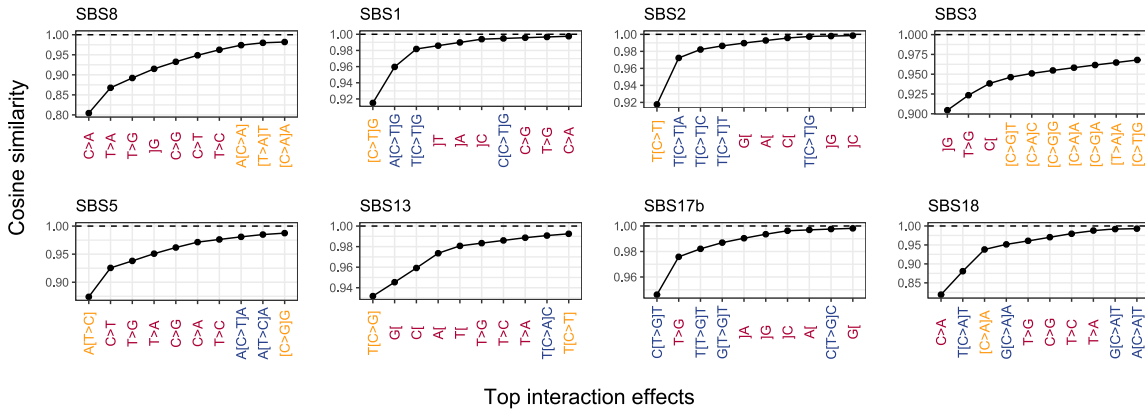 SBS8
SBS1
SBS2
SBS3
Cosine similarity
1.00
0.95
0.90
0.85
0.80
C>A
T>A
T>G
]G
C>G
C>T
T>C
A[C>A]
[T>A]T
[C>A]A
1.00
0.98
0.96
0.94
0.92
[C>T]G
A[C>T]G
T[C>T]G
]T
]A
]C
C[C>T]G
C>G
T>G
C>A
1.00
0.98
0.96
0.94
0.92
T[C>T]
T[C>T]A
T[C>T]C
T[C>T]T
G[
A[
C[
T[C>T]G
]G
]C
1.000
0.975
0.950
0.925
0.900
]G
T>G
C[
[C>G]T
[C>A]C
[C>G]G
[C>A]A
[C>G]A
[T>A]A
[C>T]G
SBS5
SBS13
SBS17b
SBS18
1.00
0.95
0.90
A[T>C]
C>T
T>G
T>A
C>G
C>A
T>C
A[C>T]A
A[T>C]A
[C>G]G
1.00
0.98
0.96
0.94
T[C>G]
G[
C[
A[
T[
T>G
T>C
T>A
T[C>A]C
T[C>T]
1.00
0.98
0.96
C[T>G]T
T>G
T[T>G]T
G[T>G]T
]A
]G
]C
A[
C[T>G]C
G[
1.00
0.95
0.90
0.85
C>A
T[C>A]T
[C>A]A
G[C>A]A
T>G
C>G
T>C
C>T
T>A
G[C>A]T
A[C>A]T
Top interaction effects